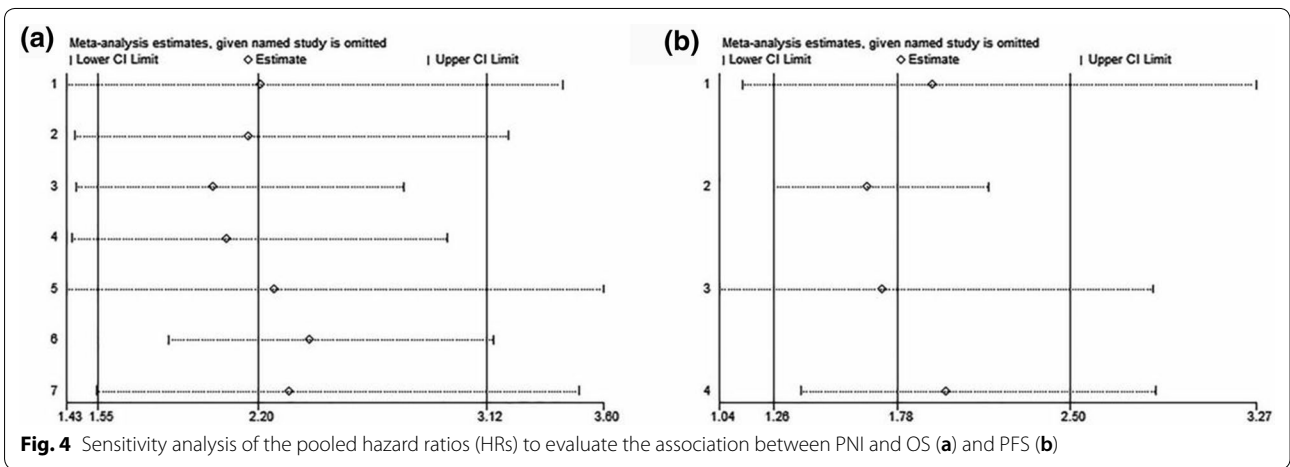 (a)
Meta-analysis estimates, given named study is omitted
| Lower CI Limit ◇ Estimate | Upper CI Limit
1
2
3
4
5
6
7
1.43 1.55 2.20 3.12 3.60
(b)
Meta-analysis estimates, given named study is omitted
| Lower CI Limit ◇ Estimate | Upper CI Limit
1
2
3
4
1.04 1.26 1.78 2.50 3.27
Fig. 4 Sensitivity analysis of the pooled hazard ratios (HRs) to evaluate the association between PNI and OS (a) and PFS (b)